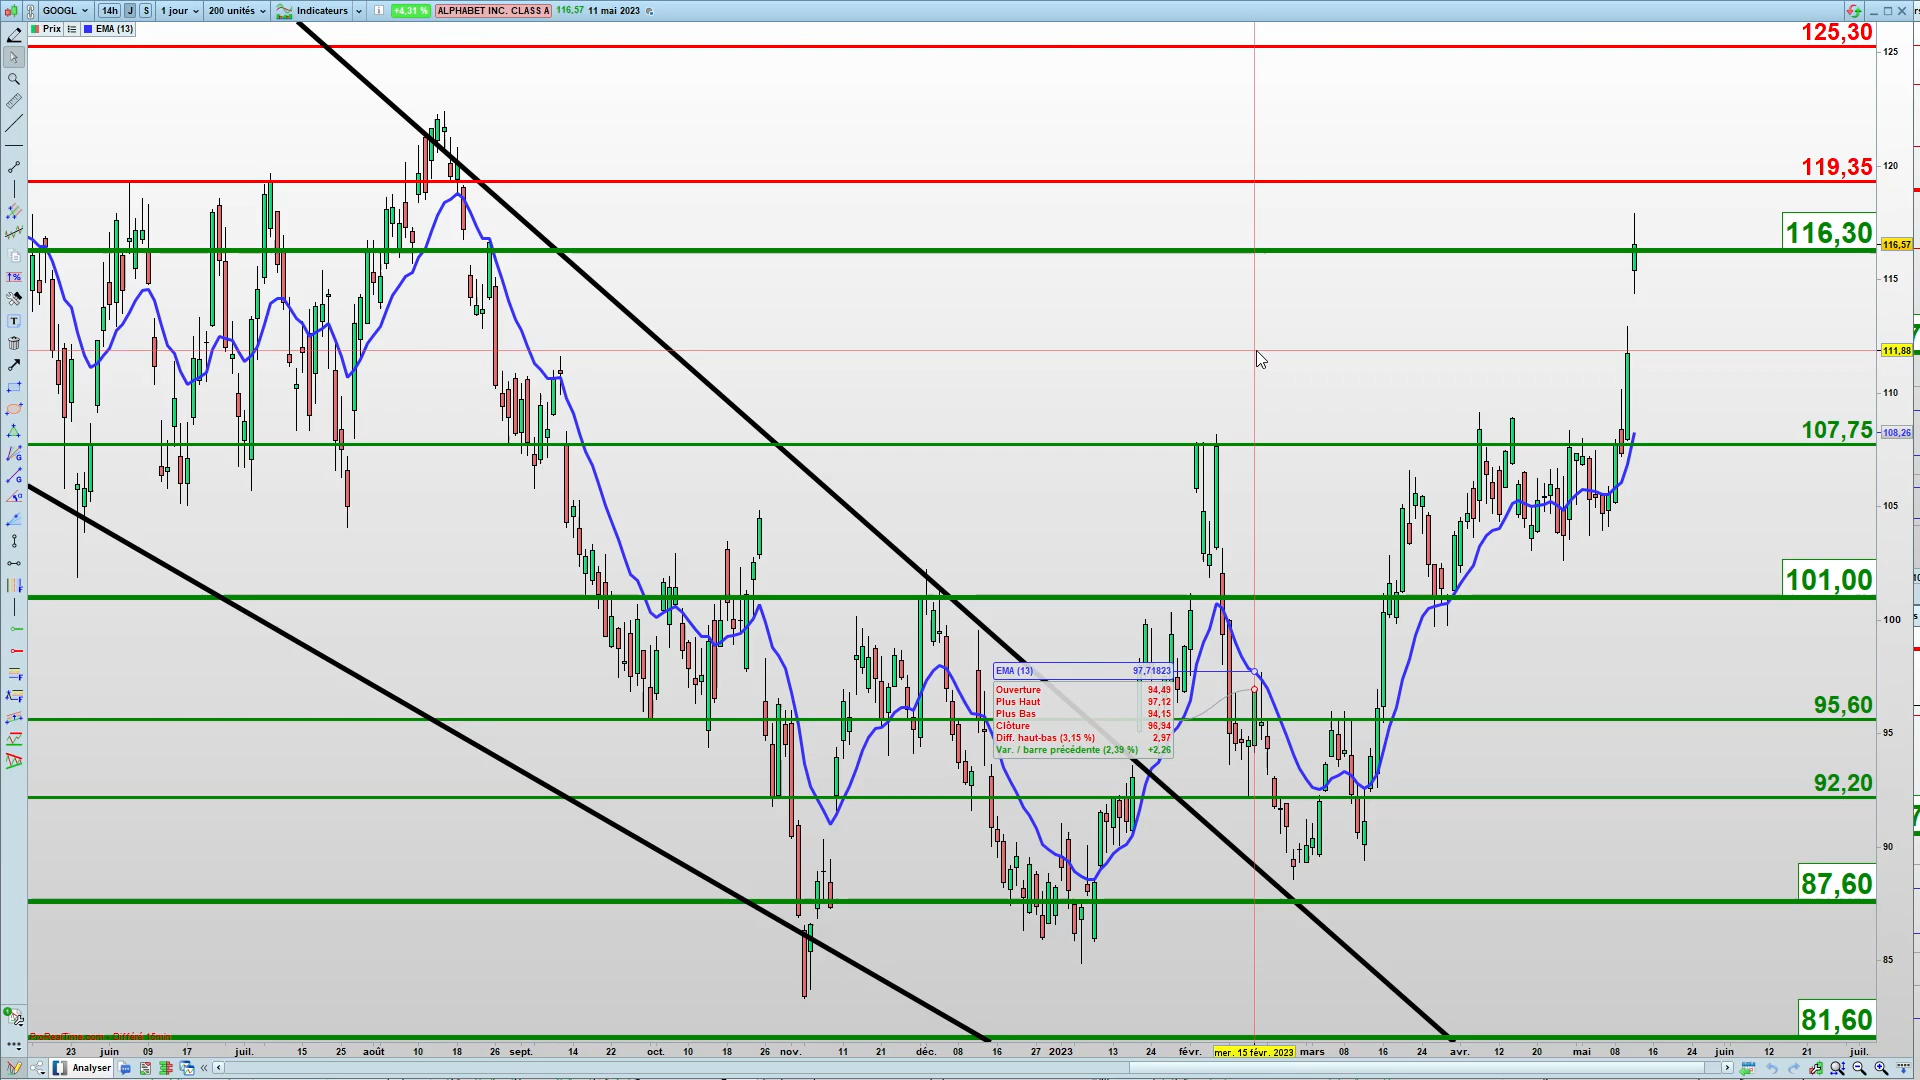 GOOGL 14h J S 1 jour 200 unités Indicateurs +4,31 % ALPHABET INC. CLASS A 116,57 11 mai 2023
Prix EMA (13)
125,30
125
120
119,35
116,30
116,57
115
111,88
110
107,75
108,26
105
101,00
100
EMA (13) 97,71823
Ouverture 94,49
Plus Haut 97,12
Plus Bas 94,15
Clôture 96,94
Diff. haut-bas (3,15 %) 2,97
Var. / barre précédente (2,39 %) +2,26
95,60
95
92,20
90
87,60
85
81,60
ProRealTime.com - Différé 15min
23 juin 09 17 juil. 15 25 août 10 18 26 sept. 14 22 oct. 10 18 26 nov. 11 21 déc. 08 16 27 2023 13 24 févr. mer. 15 févr. 2023 mars 08 16 24 avr. 12 20 mai 08 16 24 juin 12 21 juil.
Analyser